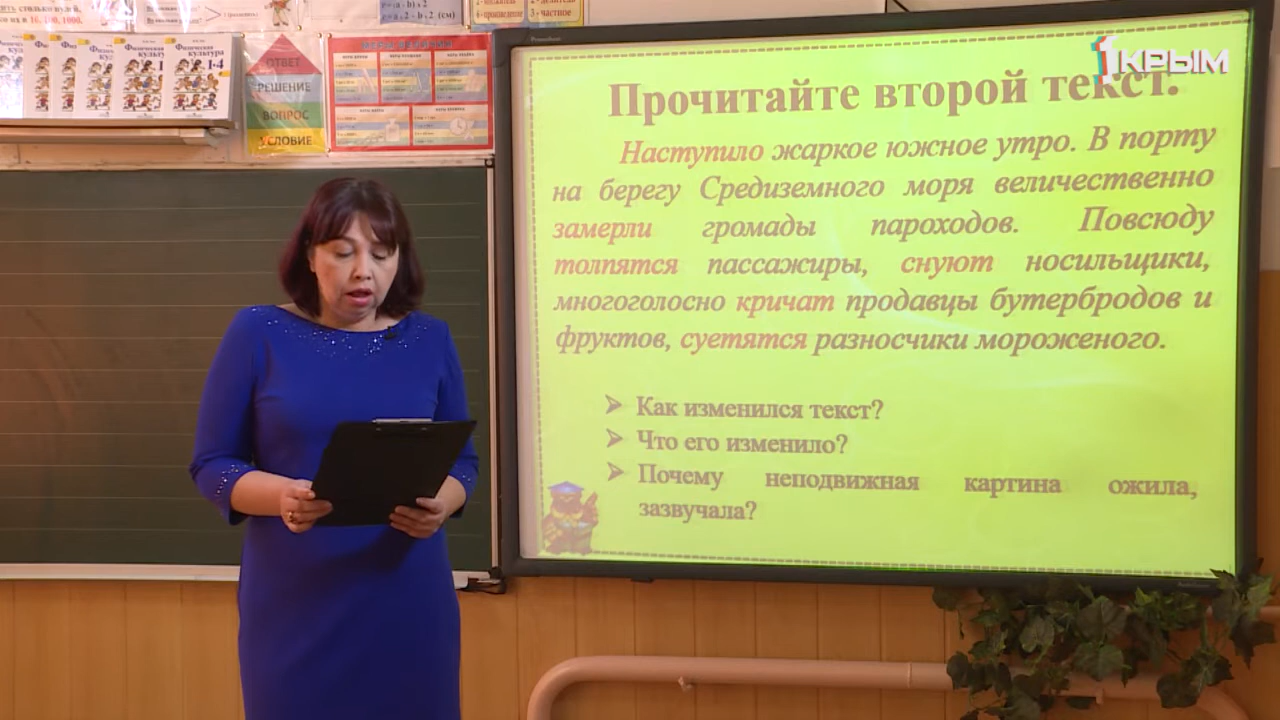 Физическая культура 1-4
ОТВЕТ
РЕШЕНИЕ
ВОПРОС
УСЛОВИЕ
1КРЫМ
Прочитайте второй текст.
Наступило жаркое южное утро. В порту
на берегу Средиземного моря величественно
замерли громады пароходов. Повсюду
толпятся пассажиры, снуют носильщики,
многоголосно кричат продавцы бутербродов и
фруктов, суетятся разносчики мороженого.
Как изменился текст?
Что его изменило?
Почему неподвижная картина ожила,
зазвучала?